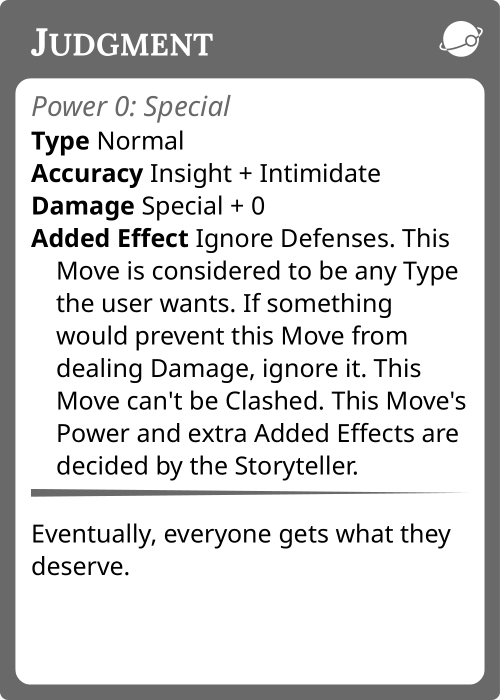 Judgment
Power 0: Special
Type Normal
Accuracy Insight + Intimidate
Damage Special + 0
Added Effect Ignore Defenses. This
Move is considered to be any Type
the user wants. If something
would prevent this Move from
dealing Damage, ignore it. This
Move can't be Clashed. This Move's
Power and extra Added Effects are
decided by the Storyteller.
Eventually, everyone gets what they
deserve.